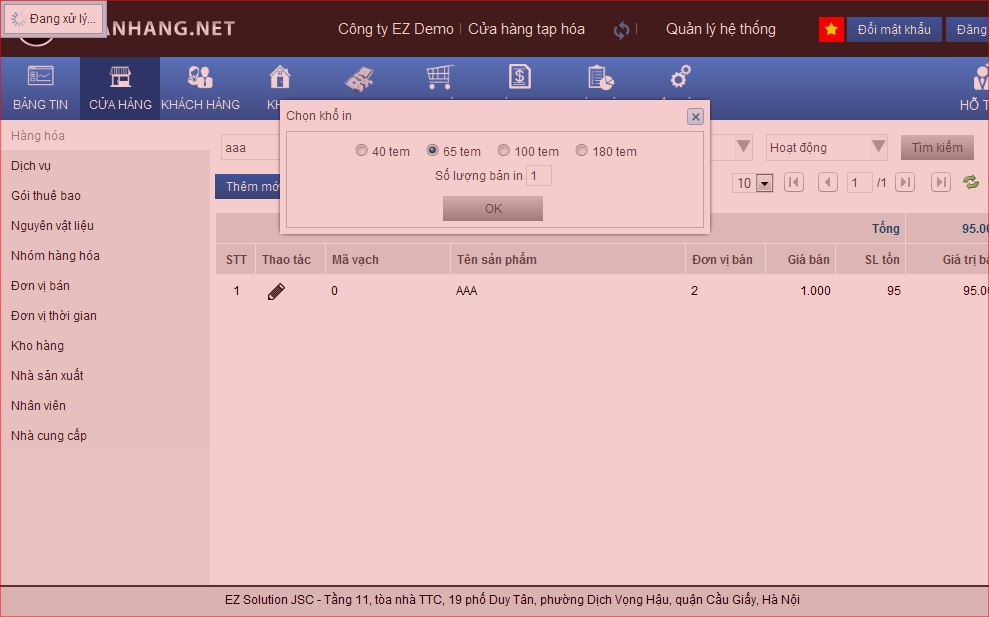 Đang xử lý...
ANHANG.NET
Công ty EZ Demo
Cửa hàng tạp hóa
Quản lý hệ thống
Đổi mật khẩu
Đăng
BẢNG TIN
CỬA HÀNG
KHÁCH HÀNG
KH
HỖ T
Hàng hóa
Dịch vụ
Gói thuê bao
Nguyên vật liệu
Nhóm hàng hóa
Đơn vị bán
Đơn vị thời gian
Kho hàng
Nhà sản xuất
Nhân viên
Nhà cung cấp
Chọn khổ in
40 tem 65 tem 100 tem 180 tem
Số lượng bản in 1
OK
aaa
Hoạt động
Tìm kiếm
Thêm mớ
10 1 /1
Tổng 95.00
STT Thao tác Mã vạch Tên sản phẩm Đơn vị bán Giá bán SL tồn Giá trị bá
1 0 AAA 2 1.000 95 95.00
EZ Solution JSC - Tầng 11, tòa nhà TTC, 19 phố Duy Tân, phường Dịch Vọng Hậu, quận Cầu Giấy, Hà Nội